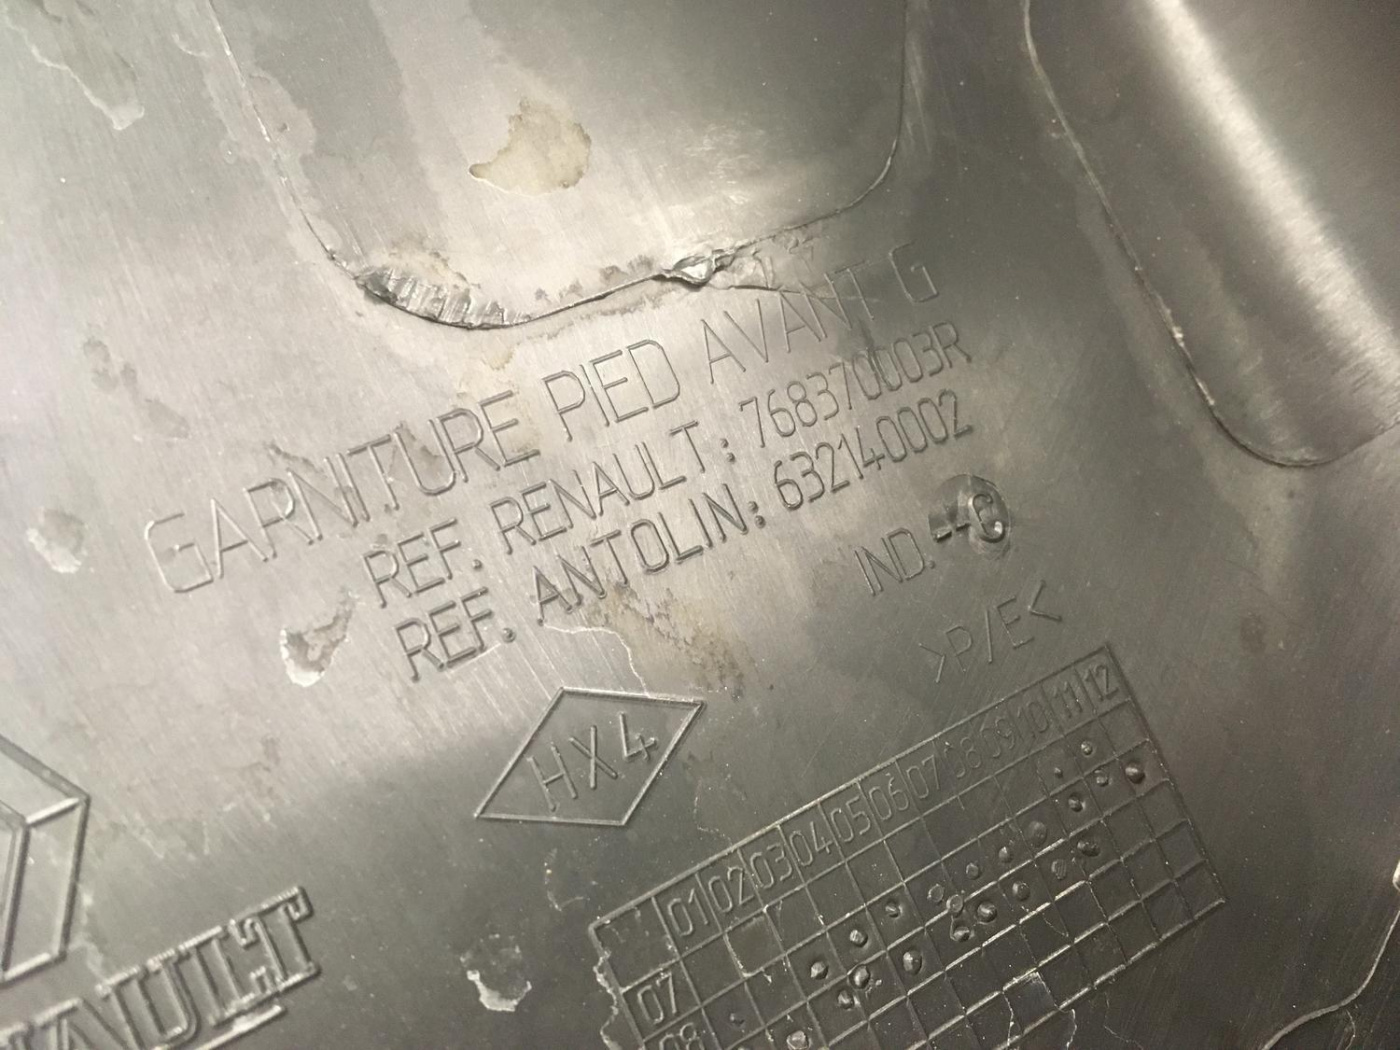 GARNITURE PIED AVANT G
REF. RENAULT: 768370003R
REF. ANTOLIN: 632140002
IND.--C
>P/E<
HX4
01 02 03 04 05 06 07 08 09 10 11 12
07
08